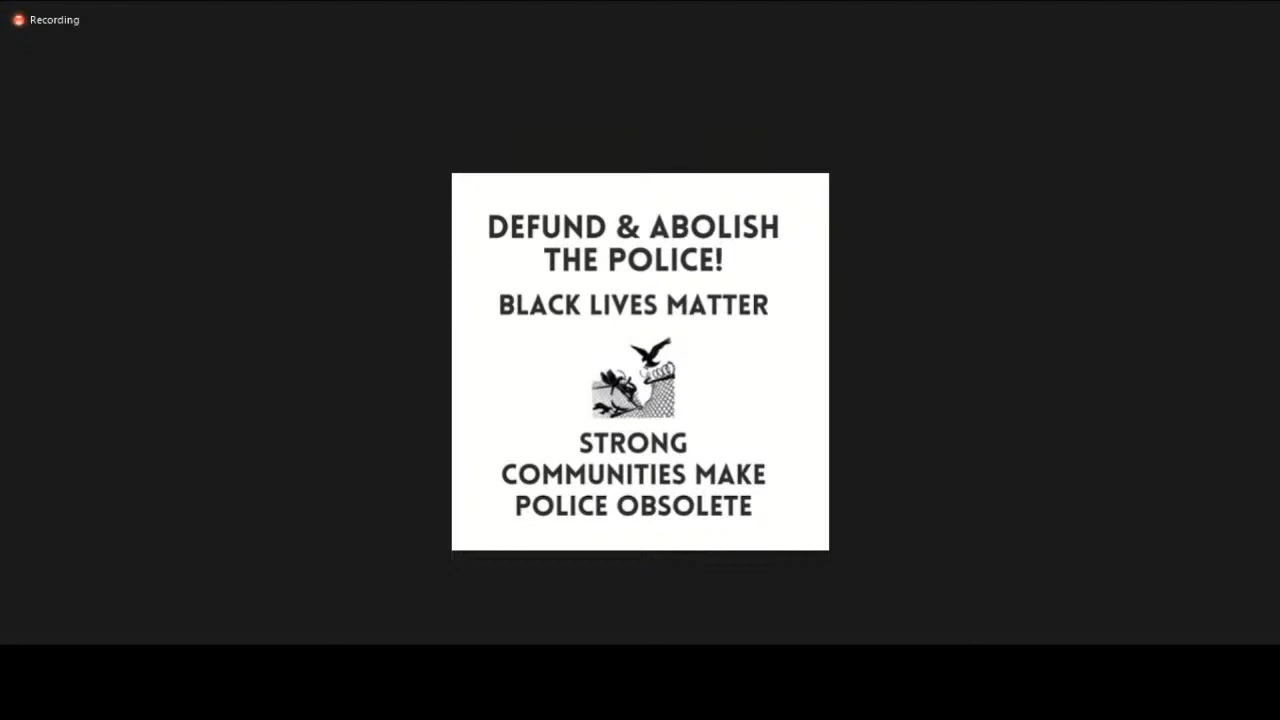 Recording
DEFUND & ABOLISH
THE POLICE!
BLACK LIVES MATTER
STRONG
COMMUNITIES MAKE
POLICE OBSOLETE